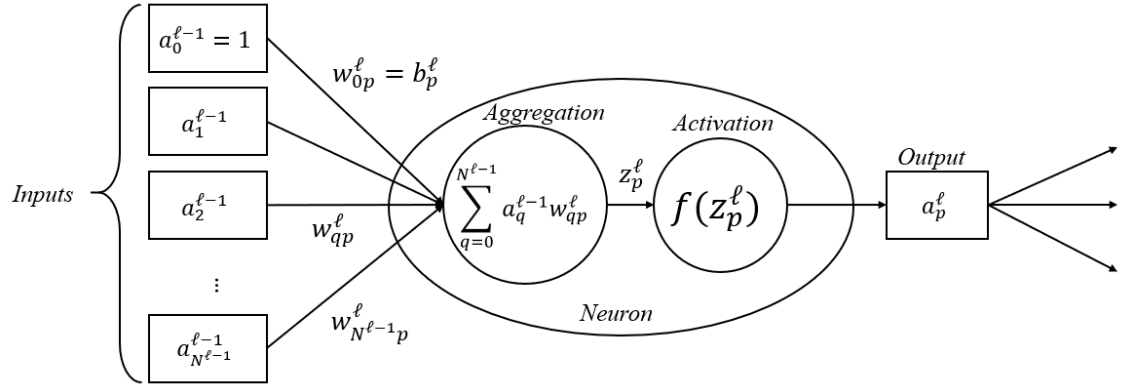 Inputs
a_0^{ℓ−1} = 1
a_1^{ℓ−1}
a_2^{ℓ−1}
⋮
a_{N^{ℓ−1}}^{ℓ−1}
w_{0p}^ℓ = b_p^ℓ
w_{qp}^ℓ
w_{N^{ℓ−1}p}^ℓ
Aggregation
∑_{q=0}^{N^{ℓ−1}} a_q^{ℓ−1} w_{qp}^ℓ
z_p^ℓ
Activation
f(z_p^ℓ)
Neuron
Output
a_p^ℓ